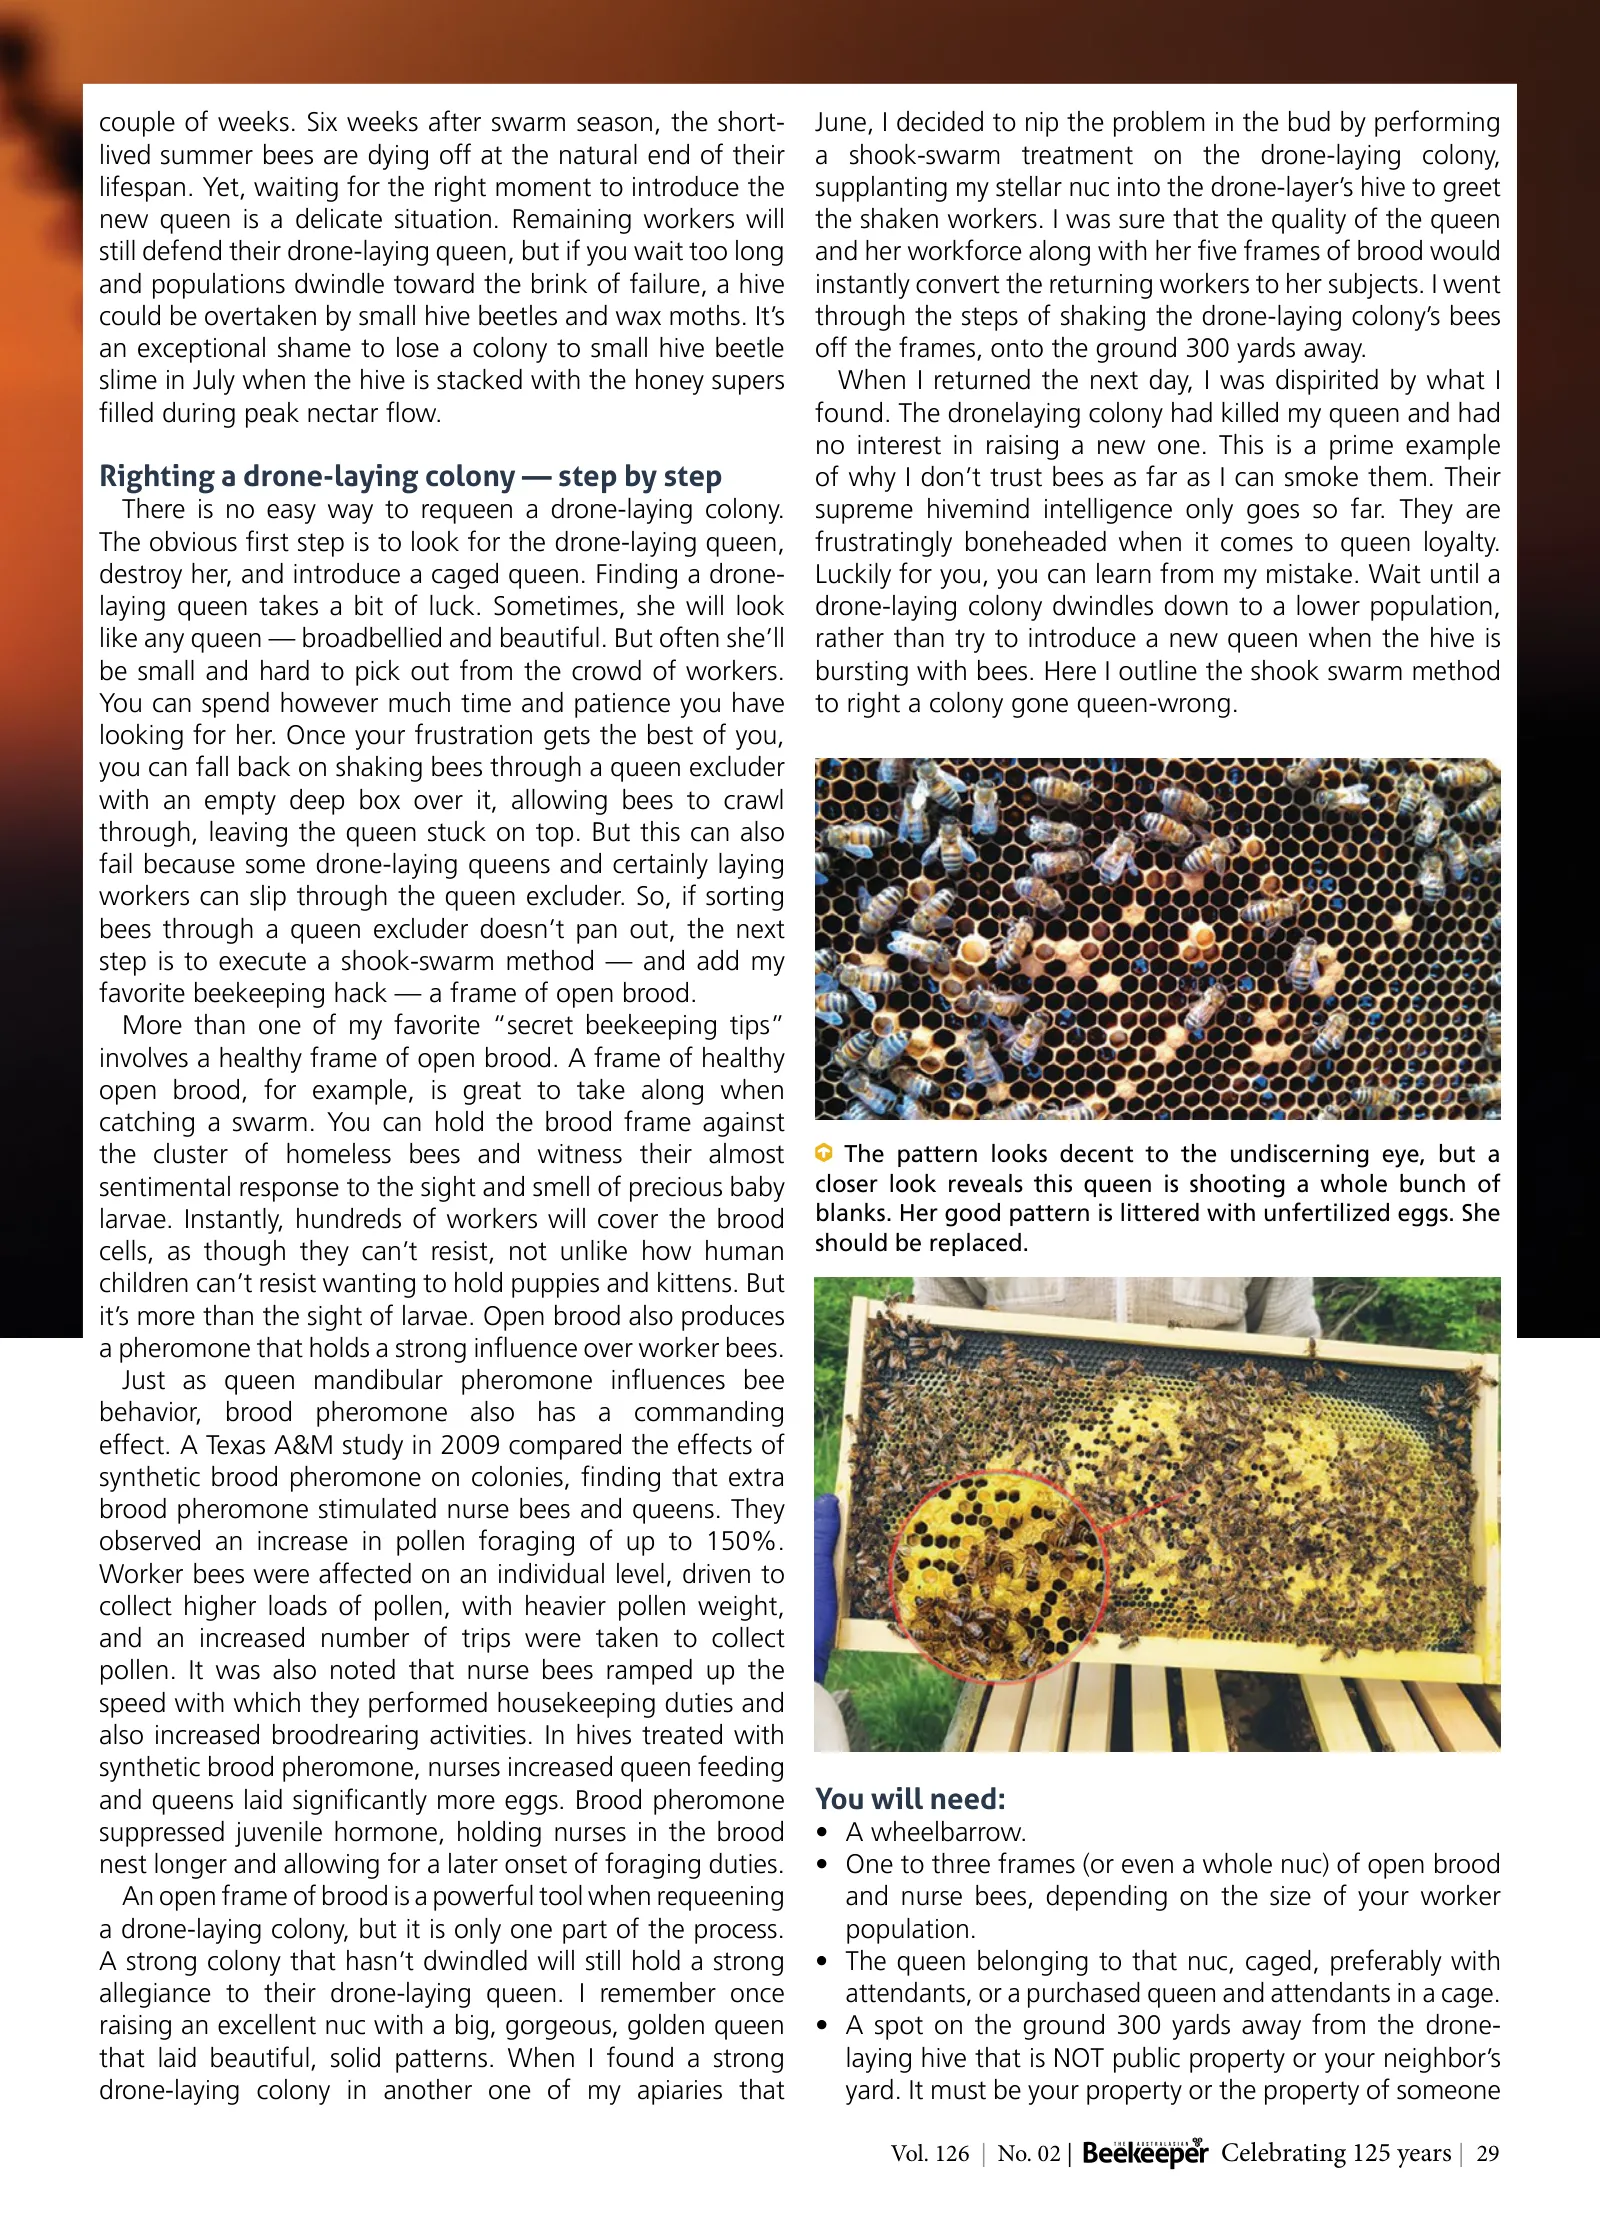 couple of weeks. Six weeks after swarm season, the short-
lived summer bees are dying off at the natural end of their
lifespan. Yet, waiting for the right moment to introduce the
new queen is a delicate situation. Remaining workers will
still defend their drone-laying queen, but if you wait too long
and populations dwindle toward the brink of failure, a hive
could be overtaken by small hive beetles and wax moths. It’s
an exceptional shame to lose a colony to small hive beetle
slime in July when the hive is stacked with the honey supers
filled during peak nectar flow.
Righting a drone-laying colony — step by step
There is no easy way to requeen a drone-laying colony.
The obvious first step is to look for the drone-laying queen,
destroy her, and introduce a caged queen. Finding a drone-
laying queen takes a bit of luck. Sometimes, she will look
like any queen — broadbellied and beautiful. But often she’ll
be small and hard to pick out from the crowd of workers.
You can spend however much time and patience you have
looking for her. Once your frustration gets the best of you,
you can fall back on shaking bees through a queen excluder
with an empty deep box over it, allowing bees to crawl
through, leaving the queen stuck on top. But this can also
fail because some drone-laying queens and certainly laying
workers can slip through the queen excluder. So, if sorting
bees through a queen excluder doesn’t pan out, the next
step is to execute a shook-swarm method — and add my
favorite beekeeping hack — a frame of open brood.
More than one of my favorite “secret beekeeping tips”
involves a healthy frame of open brood. A frame of healthy
open brood, for example, is great to take along when
catching a swarm. You can hold the brood frame against
the cluster of homeless bees and witness their almost
sentimental response to the sight and smell of precious baby
larvae. Instantly, hundreds of workers will cover the brood
cells, as though they can’t resist, not unlike how human
children can’t resist wanting to hold puppies and kittens. But
it’s more than the sight of larvae. Open brood also produces
a pheromone that holds a strong influence over worker bees.
Just as queen mandibular pheromone influences bee
behavior, brood pheromone also has a commanding
effect. A Texas A&M study in 2009 compared the effects of
synthetic brood pheromone on colonies, finding that extra
brood pheromone stimulated nurse bees and queens. They
observed an increase in pollen foraging of up to 150%.
Worker bees were affected on an individual level, driven to
collect higher loads of pollen, with heavier pollen weight,
and an increased number of trips were taken to collect
pollen. It was also noted that nurse bees ramped up the
speed with which they performed housekeeping duties and
also increased broodrearing activities. In hives treated with
synthetic brood pheromone, nurses increased queen feeding
and queens laid significantly more eggs. Brood pheromone
suppressed juvenile hormone, holding nurses in the brood
nest longer and allowing for a later onset of foraging duties.
An open frame of brood is a powerful tool when requeening
a drone-laying colony, but it is only one part of the process.
A strong colony that hasn’t dwindled will still hold a strong
allegiance to their drone-laying queen. I remember once
raising an excellent nuc with a big, gorgeous, golden queen
that laid beautiful, solid patterns. When I found a strong
drone-laying colony in another one of my apiaries that
June, I decided to nip the problem in the bud by performing
a shook-swarm treatment on the drone-laying colony,
supplanting my stellar nuc into the drone-layer’s hive to greet
the shaken workers. I was sure that the quality of the queen
and her workforce along with her five frames of brood would
instantly convert the returning workers to her subjects. I went
through the steps of shaking the drone-laying colony’s bees
off the frames, onto the ground 300 yards away.
When I returned the next day, I was dispirited by what I
found. The dronelaying colony had killed my queen and had
no interest in raising a new one. This is a prime example
of why I don’t trust bees as far as I can smoke them. Their
supreme hivemind intelligence only goes so far. They are
frustratingly boneheaded when it comes to queen loyalty.
Luckily for you, you can learn from my mistake. Wait until a
drone-laying colony dwindles down to a lower population,
rather than try to introduce a new queen when the hive is
bursting with bees. Here I outline the shook swarm method
to right a colony gone queen-wrong.
The pattern looks decent to the undiscerning eye, but a
closer look reveals this queen is shooting a whole bunch of
blanks. Her good pattern is littered with unfertilized eggs. She
should be replaced.
You will need:
• A wheelbarrow.
• One to three frames (or even a whole nuc) of open brood
and nurse bees, depending on the size of your worker
population.
• The queen belonging to that nuc, caged, preferably with
attendants, or a purchased queen and attendants in a cage.
• A spot on the ground 300 yards away from the drone-
laying hive that is NOT public property or your neighbor’s
yard. It must be your property or the property of someone
Vol. 126 | No. 02 | THE AUSTRALASIAN Beekeeper Celebrating 125 years | 29